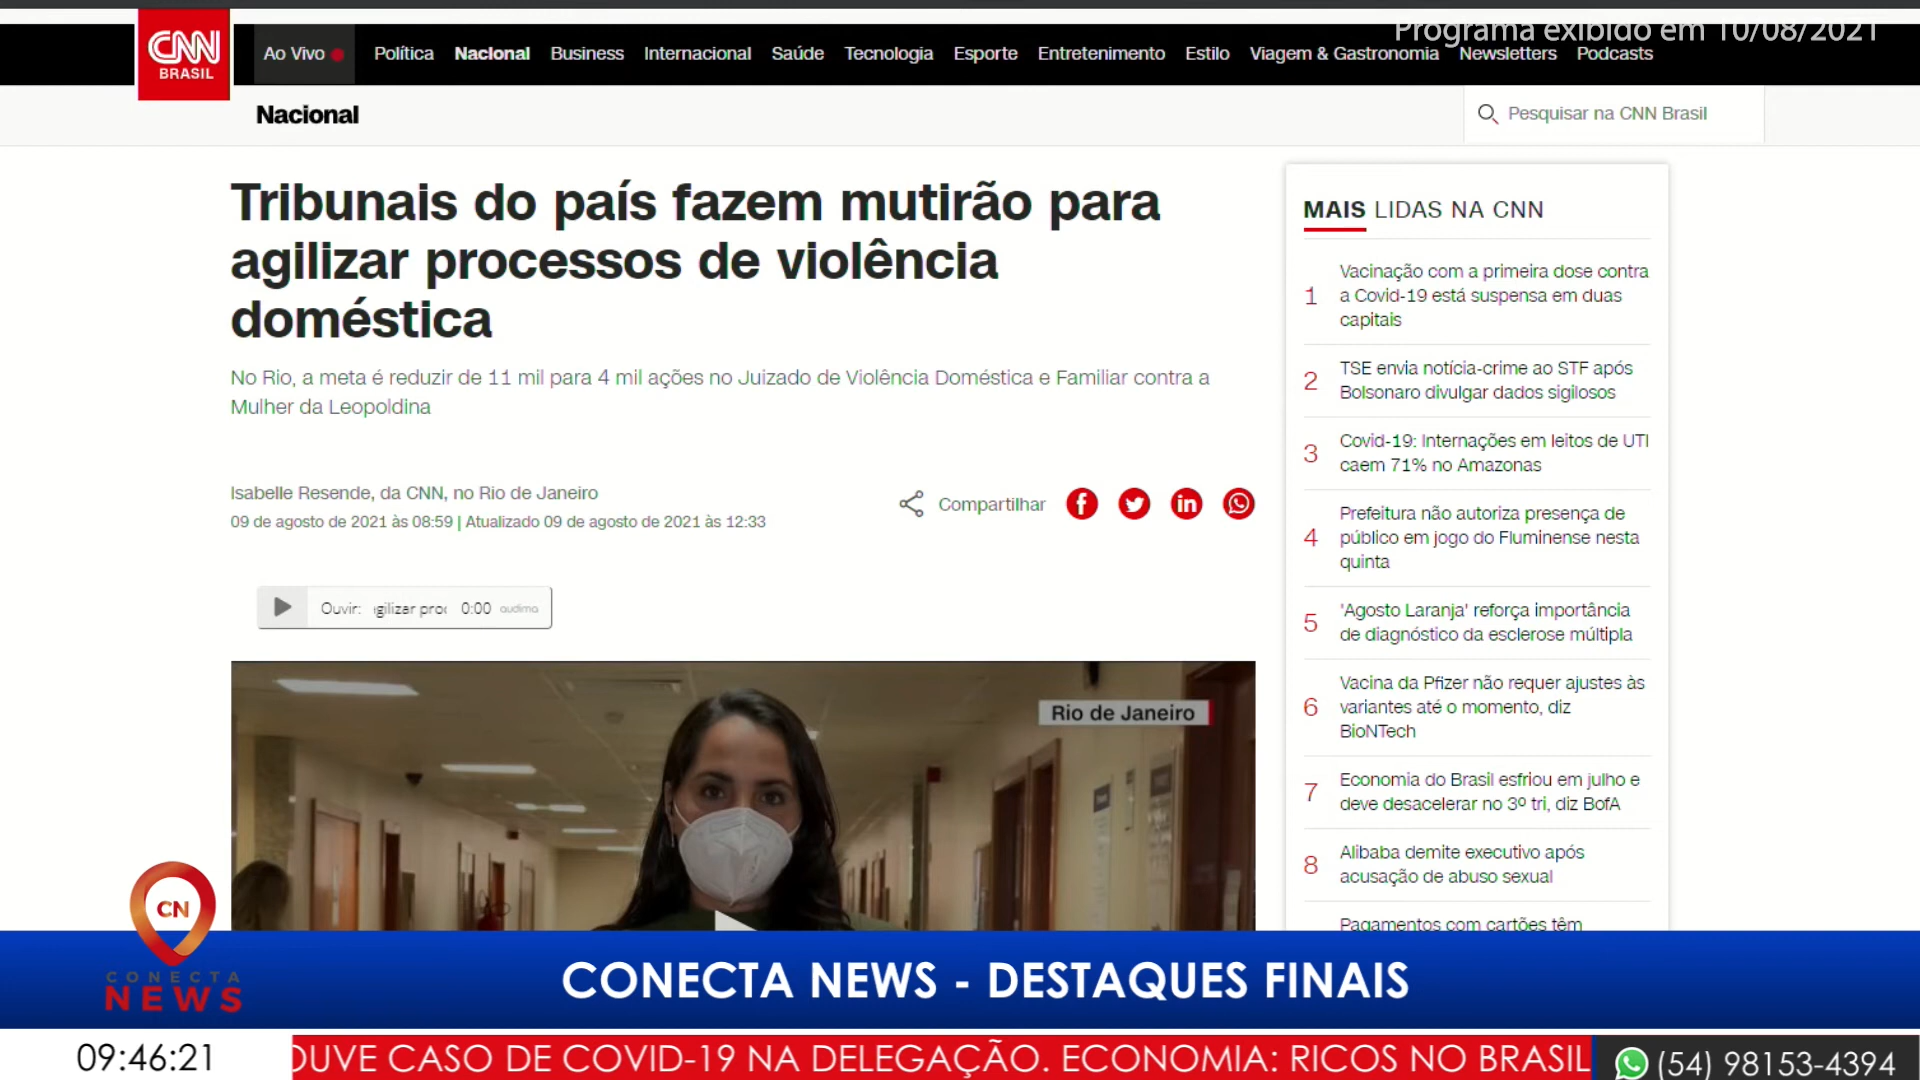 Programa exibido em 10/08/2021
CNN
BRASIL
Ao Vivo
Política
Nacional
Business
Internacional
Saúde
Tecnologia
Esporte
Entretenimento
Estilo
Viagem & Gastronomia
Newsletters
Podcasts
Nacional
Pesquisar na CNN Brasil
Tribunais do país fazem mutirão para
agilizar processos de violência
doméstica
No Rio, a meta é reduzir de 11 mil para 4 mil ações no Juizado de Violência Doméstica e Familiar contra a
Mulher da Leopoldina
Isabelle Resende, da CNN, no Rio de Janeiro
09 de agosto de 2021 às 08:59 | Atualizado 09 de agosto de 2021 às 12:33
Compartilhar
Ouvir: agilizar proc 0:00 audima
Rio de Janeiro
MAIS LIDAS NA CNN
1
Vacinação com a primeira dose contra
a Covid-19 está suspensa em duas
capitais
2
TSE envia notícia-crime ao STF após
Bolsonaro divulgar dados sigilosos
3
Covid-19: Internações em leitos de UTI
caem 71% no Amazonas
4
Prefeitura não autoriza presença de
público em jogo do Fluminense nesta
quinta
5
'Agosto Laranja' reforça importância
de diagnóstico da esclerose múltipla
6
Vacina da Pfizer não requer ajustes às
variantes até o momento, diz
BioNTech
7
Economia do Brasil esfriou em julho e
deve desacelerar no 3º tri, diz BofA
8
Alibaba demite executivo após
acusação de abuso sexual
Pagamentos com cartões têm
CN
CONECTA
NEWS
CONECTA NEWS - DESTAQUES FINAIS
09:46:21
OUVE CASO DE COVID-19 NA DELEGAÇÃO. ECONOMIA: RICOS NO BRASIL
(54) 98153-4394